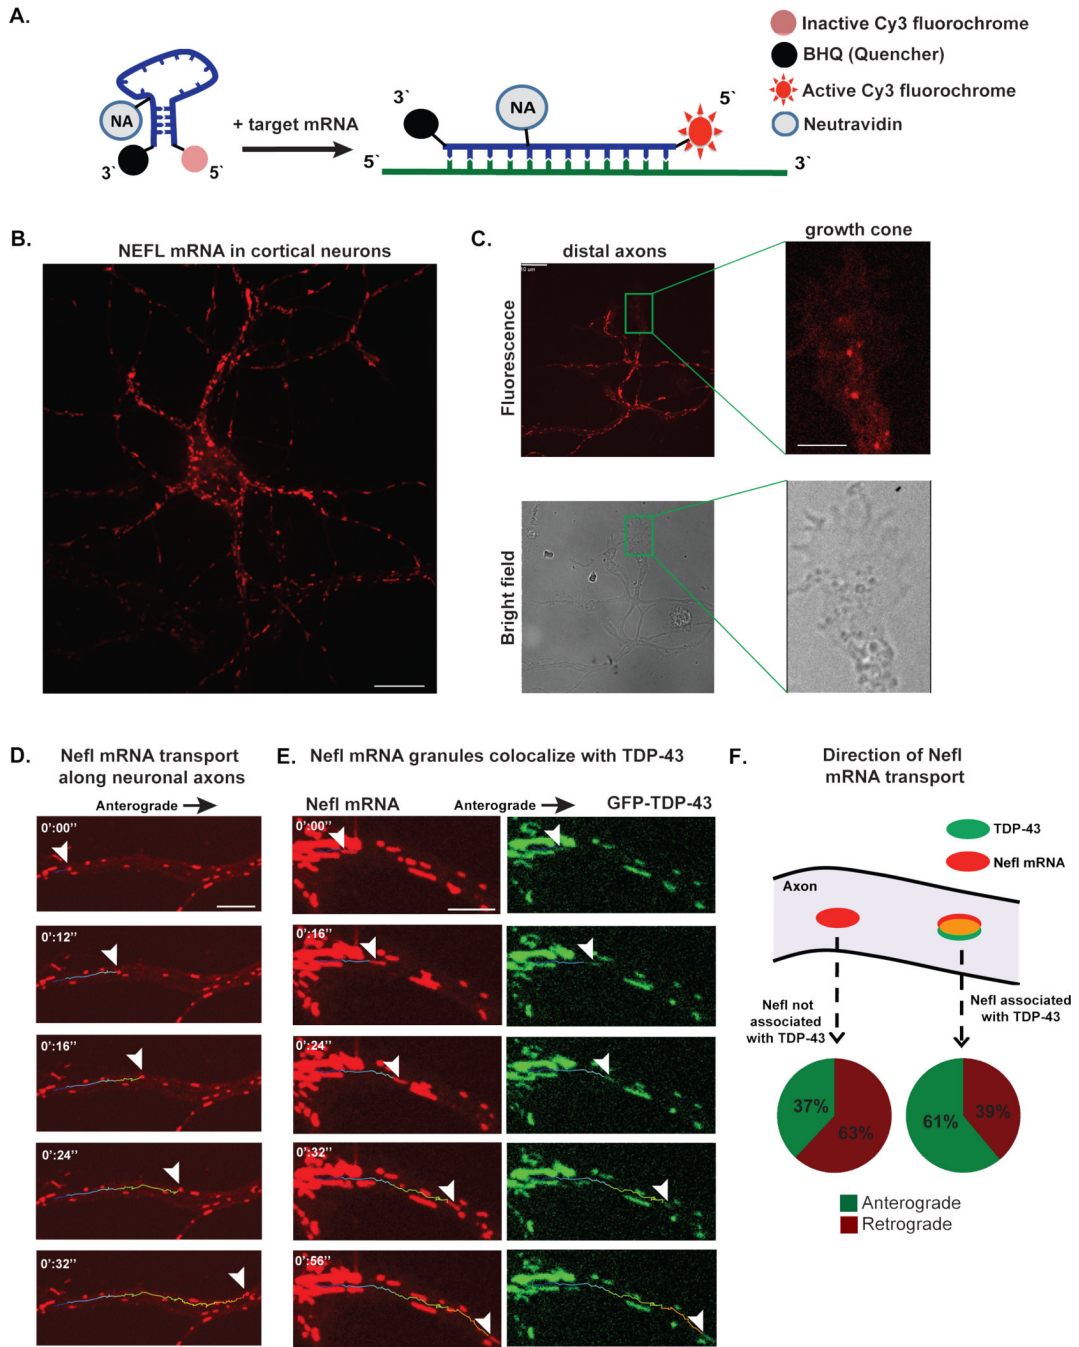 A.
Inactive Cy3 fluorochrome
BHQ (Quencher)
Active Cy3 fluorochrome
Neutravidin
NA
3`
5`
+ target mRNA
3`
NA
5`
5`
3`
B.
NEFL mRNA in cortical neurons
C.
distal axons
growth cone
Fluorescence
10 um
Bright field
D.
Nefl mRNA transport
along neuronal axons
Anterograde
0':00''
0':12''
0':16''
0':24''
0':32''
E.
Nefl mRNA granules colocalize with TDP-43
Nefl mRNA
Anterograde
GFP-TDP-43
0':00''
0':16''
0':24''
0':32''
0':56''
F.
Direction of Nefl
mRNA transport
TDP-43
Nefl mRNA
Axon
Nefl not
associated
with TDP-43
Nefl associated
with TDP-43
37%
63%
61%
39%
Anterograde
Retrograde